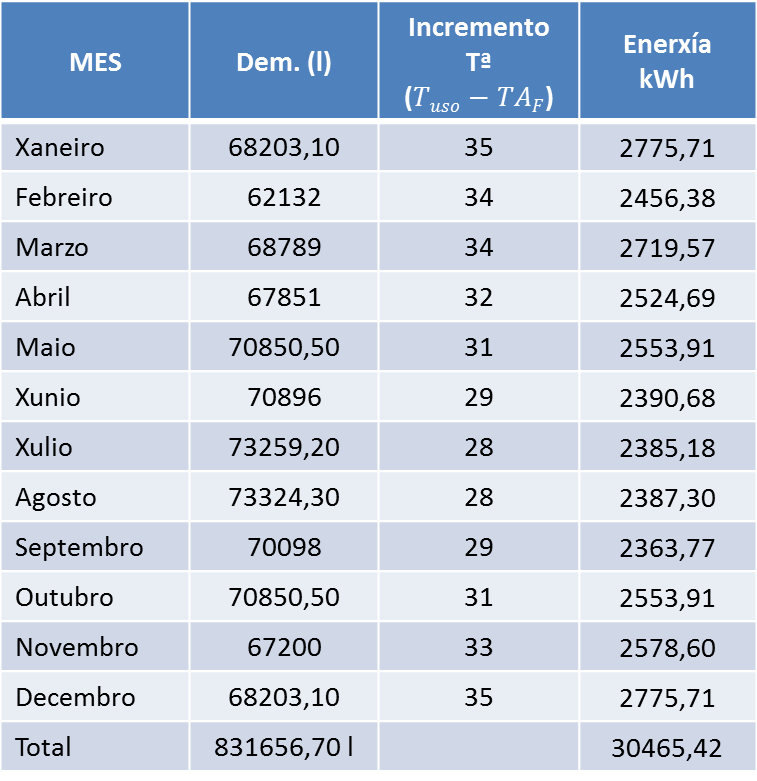 MES Dem. (l) Incremento Tª (T_uso − TA_F) Enerxía kWh
Xaneiro 68203,10 35 2775,71
Febreiro 62132 34 2456,38
Marzo 68789 34 2719,57
Abril 67851 32 2524,69
Maio 70850,50 31 2553,91
Xunio 70896 29 2390,68
Xulio 73259,20 28 2385,18
Agosto 73324,30 28 2387,30
Septembro 70098 29 2363,77
Outubro 70850,50 31 2553,91
Novembro 67200 33 2578,60
Decembro 68203,10 35 2775,71
Total 831656,70 l 30465,42